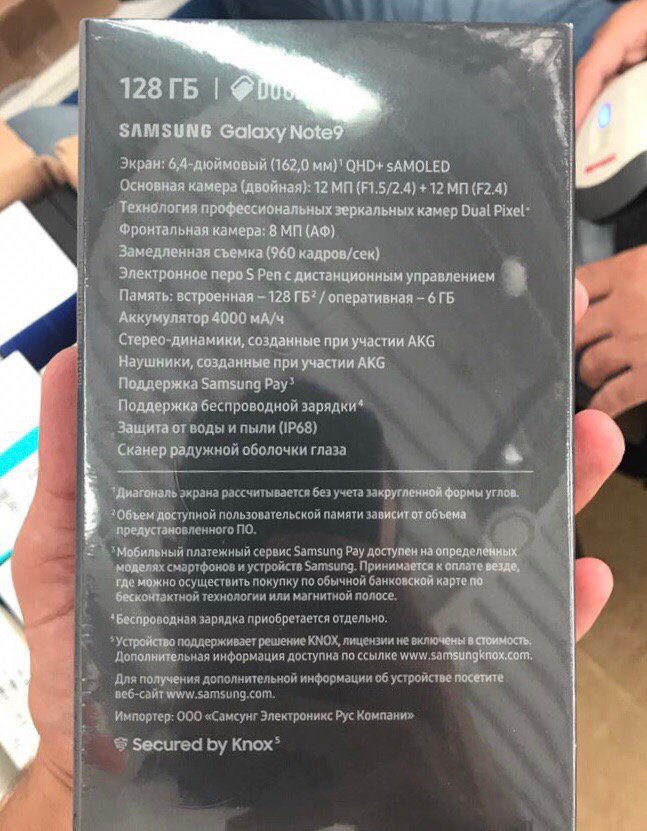 128 ГБ |
SAMSUNG Galaxy Note9
Экран: 6,4-дюймовый (162,0 мм)¹ QHD+ sAMOLED
Основная камера (двойная): 12 МП (F1.5/2.4) + 12 МП (F2.4)
Технология профессиональных зеркальных камер Dual Pixel*
Фронтальная камера: 8 МП (АФ)
Замедленная съемка (960 кадров/сек)
Электронное перо S Pen с дистанционным управлением
Память: встроенная – 128 ГБ² / оперативная – 6 ГБ
Аккумулятор 4000 мА/ч
Стерео-динамики, созданные при участии AKG
Наушники, созданные при участии AKG
Поддержка Samsung Pay³
Поддержка беспроводной зарядки⁴
Защита от воды и пыли (IP68)
Сканер радужной оболочки глаза
¹Диагональ экрана рассчитывается без учета закругленной формы углов.
²Объем доступной пользовательской памяти зависит от объема
предустановленного ПО.
³Мобильный платежный сервис Samsung Pay доступен на определенных
моделях смартфонов и устройств Samsung. Принимается к оплате везде,
где можно осуществить покупку по обычной банковской карте по
бесконтактной технологии или магнитной полосе.
⁴Беспроводная зарядка приобретается отдельно.
⁵Устройство поддерживает решение KNOX, лицензии не включены в стоимость.
Дополнительная информация доступна по ссылке www.samsungknox.com.
Для получения дополнительной информации об устройстве посетите
веб-сайт www.samsung.com.
Импортер: ООО «Самсунг Электроникс Рус Компани»
Secured by Knox⁵